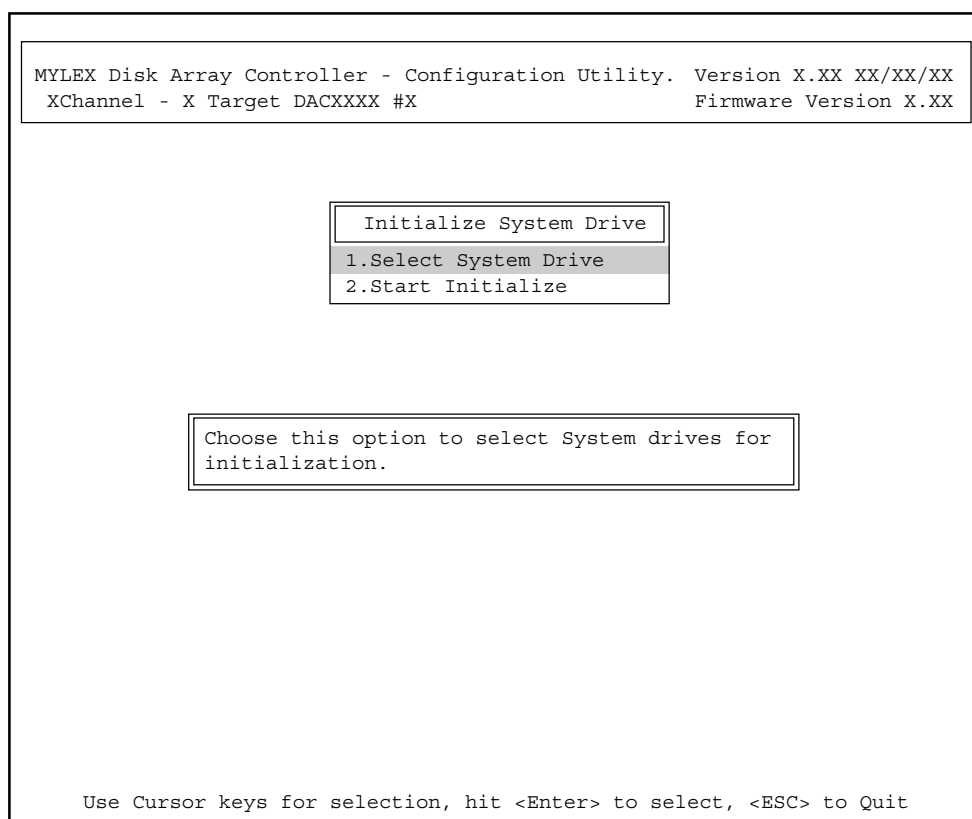 MYLEX Disk Array Controller - Configuration Utility. Version X.XX XX/XX/XX
XChannel - X Target DACXXXX #X Firmware Version X.XX
Initialize System Drive
1.Select System Drive
2.Start Initialize
Choose this option to select System drives for
initialization.
Use Cursor keys for selection, hit <Enter> to select, <ESC> to Quit